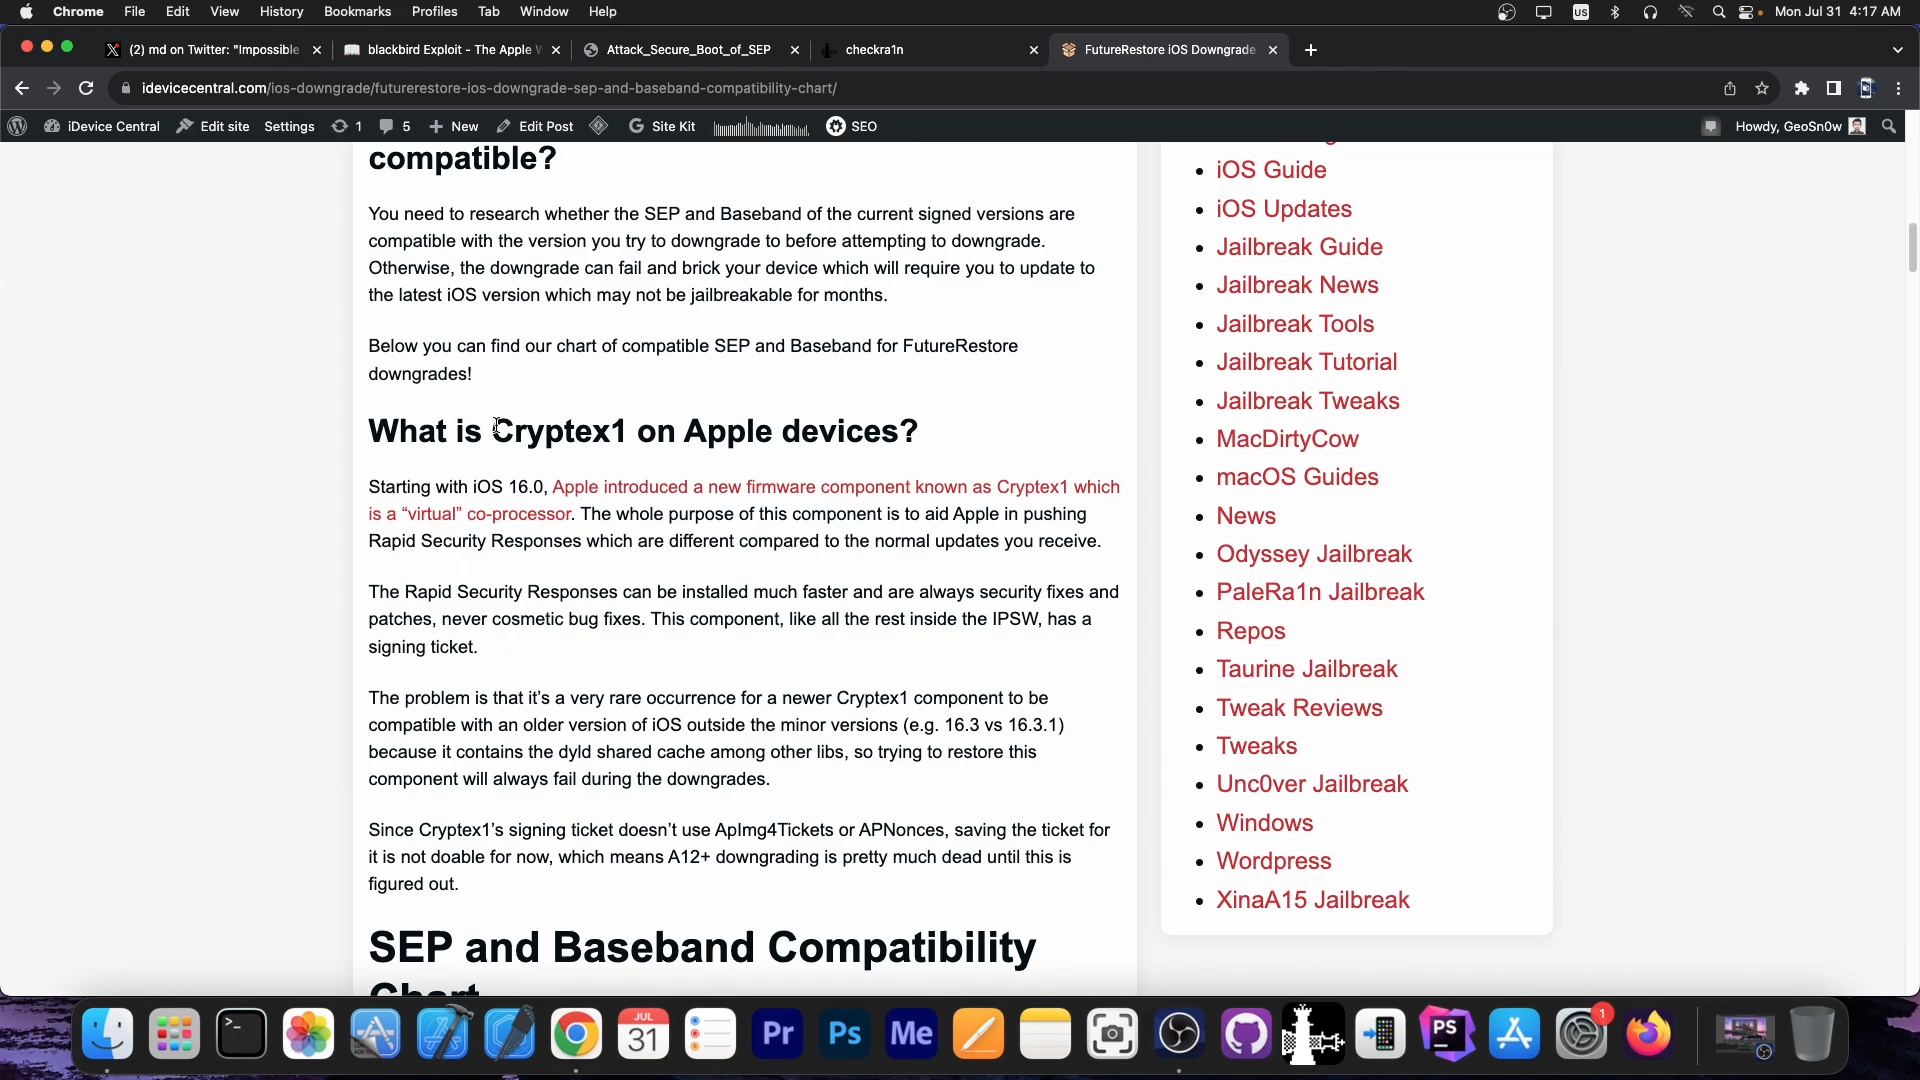 Chrome File Edit View History Bookmarks Profiles Tab Window Help US Mon Jul 31 4:17 AM
(2) md on Twitter: "Impossible
blackbird Exploit - The Apple W
Attack_Secure_Boot_of_SEP
checkra1n
FutureRestore iOS Downgrade
idevicecentral.com/ios-downgrade/futurerestore-ios-downgrade-sep-and-baseband-compatibility-chart/
iDevice Central Edit site Settings 1 5 New Edit Post Site Kit SEO Howdy, GeoSn0w
compatible?
You need to research whether the SEP and Baseband of the current signed versions are
compatible with the version you try to downgrade to before attempting to downgrade.
Otherwise, the downgrade can fail and brick your device which will require you to update to
the latest iOS version which may not be jailbreakable for months.
Below you can find our chart of compatible SEP and Baseband for FutureRestore
downgrades!
What is Cryptex1 on Apple devices?
Starting with iOS 16.0, Apple introduced a new firmware component known as Cryptex1 which
is a “virtual” co-processor. The whole purpose of this component is to aid Apple in pushing
Rapid Security Responses which are different compared to the normal updates you receive.
The Rapid Security Responses can be installed much faster and are always security fixes and
patches, never cosmetic bug fixes. This component, like all the rest inside the IPSW, has a
signing ticket.
The problem is that it’s a very rare occurrence for a newer Cryptex1 component to be
compatible with an older version of iOS outside the minor versions (e.g. 16.3 vs 16.3.1)
because it contains the dyld shared cache among other libs, so trying to restore this
component will always fail during the downgrades.
Since Cryptex1’s signing ticket doesn’t use ApImg4Tickets or APNonces, saving the ticket for
it is not doable for now, which means A12+ downgrading is pretty much dead until this is
figured out.
SEP and Baseband Compatibility
Chart
iOS Guide
iOS Updates
Jailbreak Guide
Jailbreak News
Jailbreak Tools
Jailbreak Tutorial
Jailbreak Tweaks
MacDirtyCow
macOS Guides
News
Odyssey Jailbreak
PaleRa1n Jailbreak
Repos
Taurine Jailbreak
Tweak Reviews
Tweaks
Unc0ver Jailbreak
Windows
Wordpress
XinaA15 Jailbreak
JUL
31
Pr
Ps
Me
PS
1